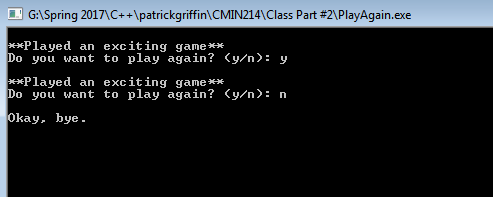 G:\Spring 2017\C++\patrickgriffin\CMIN214\Class Part #2\PlayAgain.exe
**Played an exciting game**
Do you want to play again? (y/n): y
**Played an exciting game**
Do you want to play again? (y/n): n
Okay, bye.